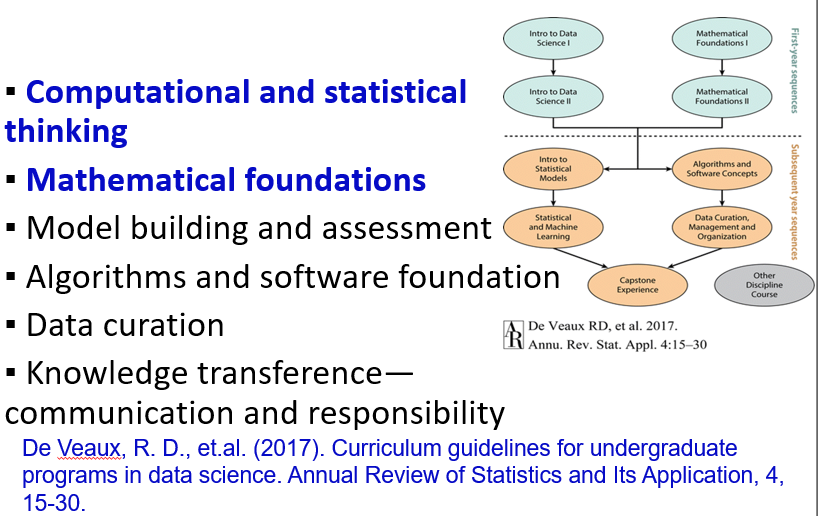 ▪ Computational and statistical
thinking
▪ Mathematical foundations
▪ Model building and assessment
▪ Algorithms and software foundation
▪ Data curation
▪ Knowledge transference—
communication and responsibility
De Veaux, R. D., et.al. (2017). Curriculum guidelines for undergraduate
programs in data science. Annual Review of Statistics and Its Application, 4,
15-30.
Intro to Data
Science I
Mathematical
Foundations I
Intro to Data
Science II
Mathematical
Foundations II
First-year sequences
Intro to
Statistical
Models
Algorithms and
Software Concepts
Statistical
and Machine
Learning
Data Curation,
Management and
Organization
Subsequent year sequences
Capstone
Experience
Other
Discipline
Course
AR
De Veaux RD, et al. 2017.
Annu. Rev. Stat. Appl. 4:15–30